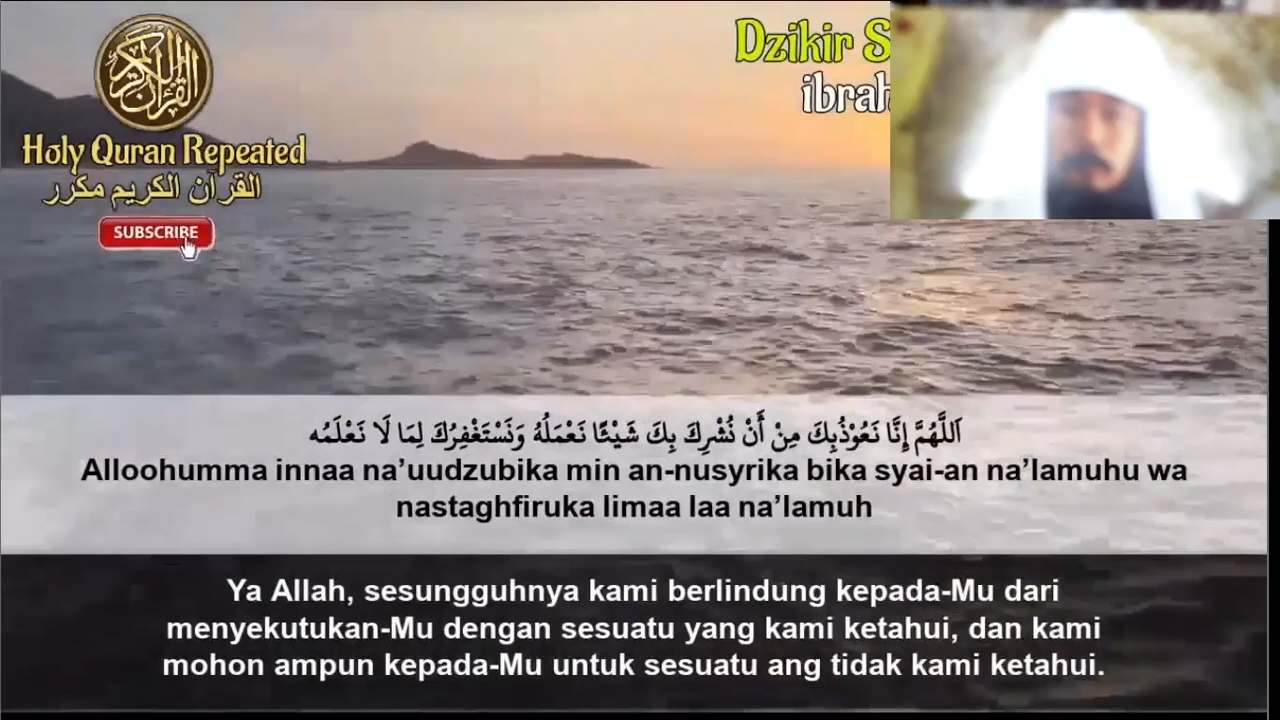 Dzikir
Holy Quran Repeated
القرآن الكريم مكرر
SUBSCRIBE
اَللَّهُمَّ إِنَّا نَعُوْذُبِكَ مِنْ أَنْ نُشْرِكَ بِكَ شَيْئًا نَعْمَلُهُ وَنَسْتَغْفِرُكَ لِمَا لَا نَعْلَمُه
Alloohumma innaa na’uudzubika min an-nusyrika bika syai-an na’lamuhu wa
nastaghfiruka limaa laa na’lamuh
Ya Allah, sesungguhnya kami berlindung kepada-Mu dari
menyekutukan-Mu dengan sesuatu yang kami ketahui, dan kami
mohon ampun kepada-Mu untuk sesuatu ang tidak kami ketahui.